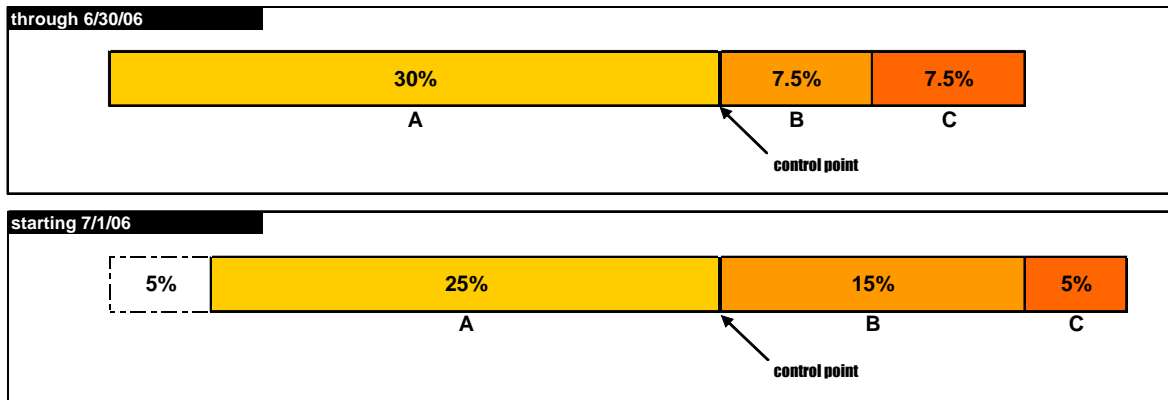 through 6/30/06
30% 7.5% 7.5%
A B C
control point
starting 7/1/06
5% 25% 15% 5%
A B C
control point